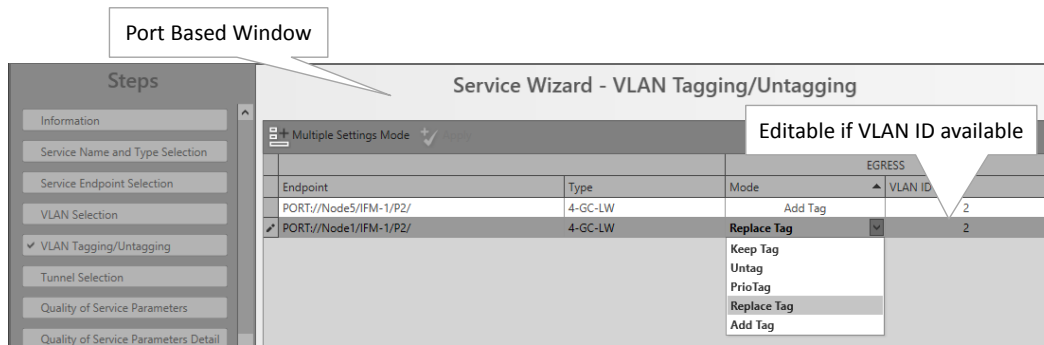 Port Based Window
Steps
Service Wizard - VLAN Tagging/Untagging
Information
Multiple Settings Mode Apply
Editable if VLAN ID available
Service Name and Type Selection
EGRESS
Service Endpoint Selection
Endpoint Type Mode VLAN ID
PORT://Node5/IFM-1/P2/ 4-GC-LW Add Tag 2
VLAN Selection
PORT://Node1/IFM-1/P2/ 4-GC-LW Replace Tag 2
VLAN Tagging/Untagging
Keep Tag
Untag
Tunnel Selection
PrioTag
Quality of Service Parameters
Replace Tag
Add Tag
Quality of Service Parameters Detail